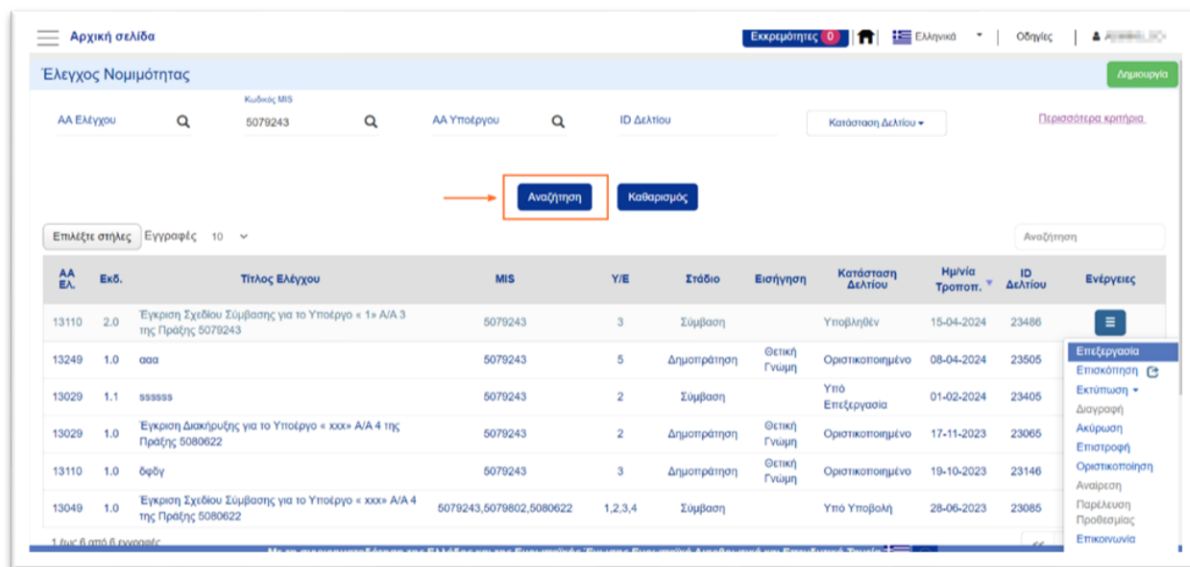 Αρχική σελίδα
Εκκρεμότητες 0 Ελληνικά Οδηγίες
Έλεγχος Νομιμότητας Δημιουργία
ΑΑ Ελέγχου Κωδικός MIS 5079243 ΑΑ Υποέργου ID Δελτίου Κατάσταση Δελτίου Περισσότερα κριτήρια
Αναζήτηση Καθαρισμός
Επιλέξτε στήλες Εγγραφές 10 Αναζήτηση
ΑΑ ΕΛ. Εκδ. Τίτλος Ελέγχου MIS Υ/Ε Στάδιο Εισήγηση Κατάσταση Δελτίου Ημ/νία Τροποπ. ID Δελτίου Ενέργειες
13110 2.0 Έγκριση Σχεδίου Σύμβασης για το Υποέργο « 1» Α/Α 3 της Πράξης 5079243 5079243 3 Σύμβαση Υποβληθέν 15-04-2024 23486
13249 1.0 ααα 5079243 5 Δημοπράτηση Θετική Γνώμη Οριστικοποιημένο 08-04-2024 23505
13029 1.1 ssssss 5079243 2 Σύμβαση Υπό Επεξεργασία 01-02-2024 23405
13029 1.0 Έγκριση Διακήρυξης για το Υποέργο « xxx» Α/Α 4 της Πράξης 5080622 5079243 2 Δημοπράτηση Θετική Γνώμη Οριστικοποιημένο 17-11-2023 23065
13110 1.0 δφδγ 5079243 3 Δημοπράτηση Θετική Γνώμη Οριστικοποιημένο 19-10-2023 23146
13049 1.0 Έγκριση Σχεδίου Σύμβασης για το Υποέργο « xxx» Α/Α 4 της Πράξης 5080622 5079243,5079802,5080622 1,2,3,4 Σύμβαση Υπό Υποβολή 28-06-2023 23085
Επεξεργασία
Επισκόπηση
Εκτύπωση
Διαγραφή
Ακύρωση
Επιστροφή
Οριστικοποίηση
Αναίρεση
Παρέλευση
Προθεσμίας
Επικοινωνία
1 έως 6 από 6 εγγραφές